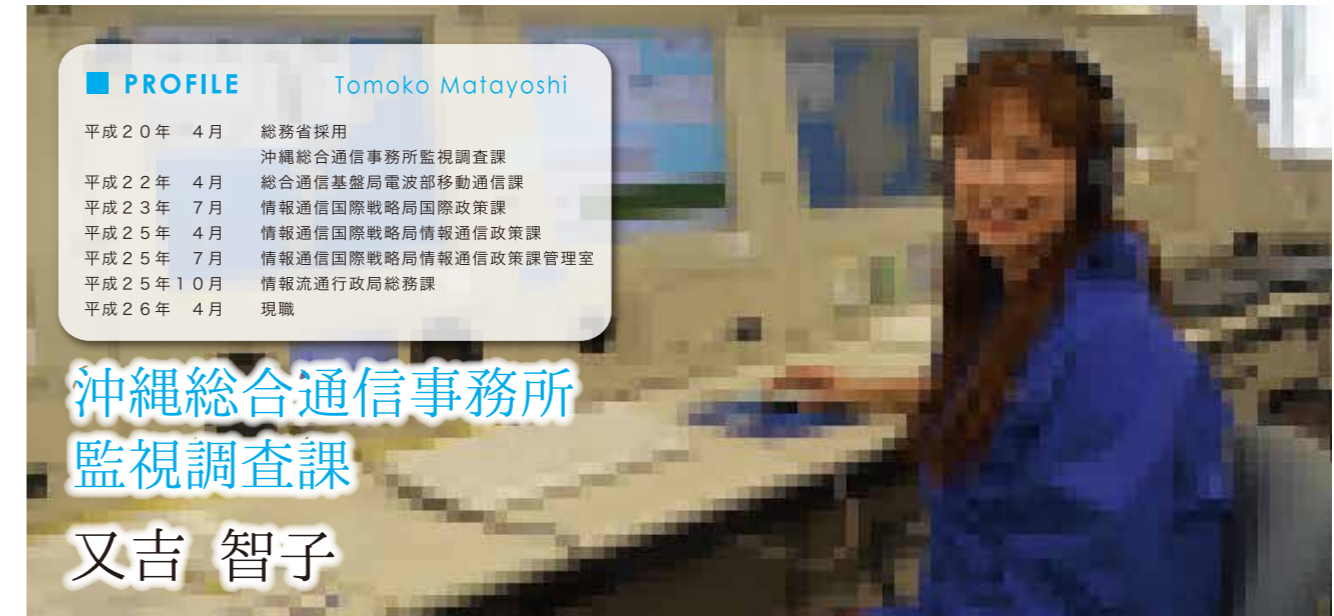 ■ PROFILE Tomoko Matayoshi
平成２０年　４月　総務省採用
沖縄総合通信事務所監視調査課
平成２２年　４月　総合通信基盤局電波部移動通信課
平成２３年　７月　情報通信国際戦略局国際政策課
平成２５年　４月　情報通信国際戦略局情報通信政策課
平成２５年　７月　情報通信国際戦略局情報通信政策課管理室
平成２５年１０月　情報流通行政局総務課
平成２６年　４月　現職
沖縄総合通信事務所
監視調査課
又吉 智子